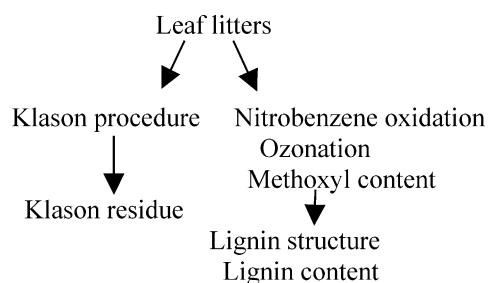 Leaf litters
Klason procedure
Nitrobenzene oxidation
Ozonation
Methoxyl content
Klason residue
Lignin structure
Lignin content